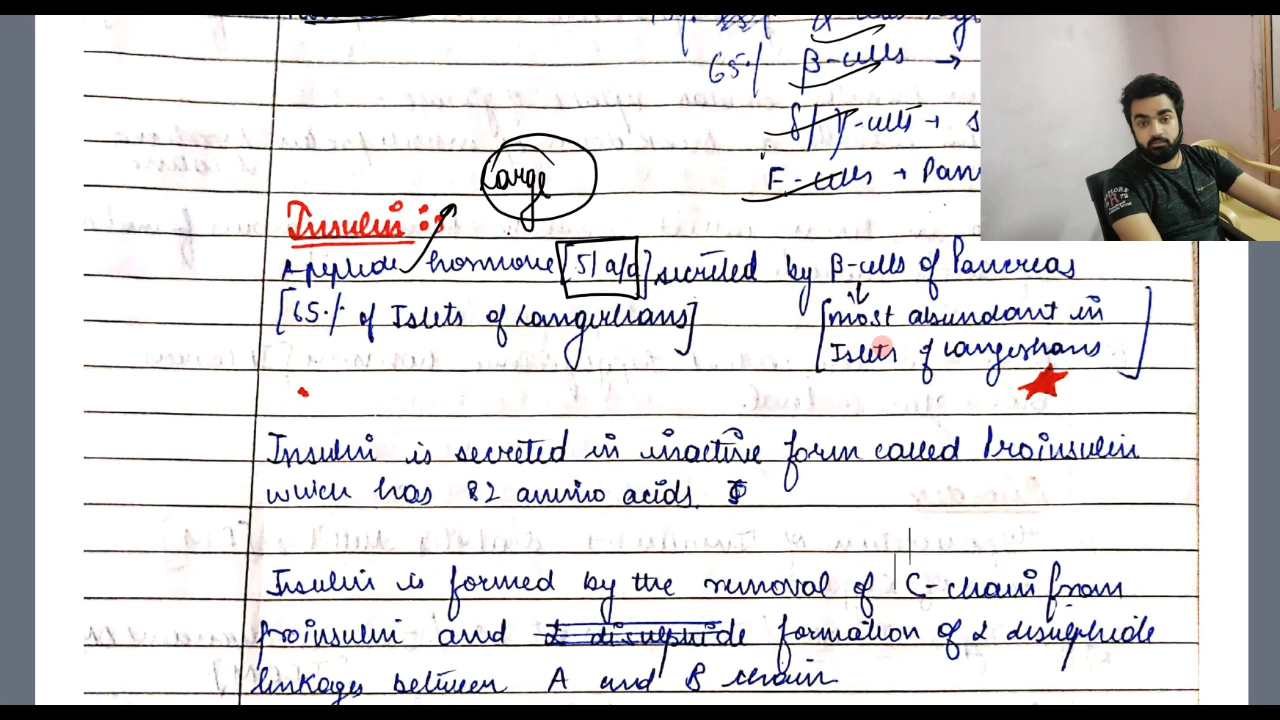 65% β-cells →
δ/γ-cells → s
F-cells → Pan
Large
Insulin :-
A peptide hormone [51 a/a] secreted by β-cells of Pancreas
[65% of Islets of Langerhans] [most abundant in
Islets of Langerhans]
Insulin is secreted in inactive form called Proinsulin
which has 82 amino acids.
Insulin is formed by the removal of C-chain from
proinsulin and formation of 2 disulphide
linkages between A and B chain